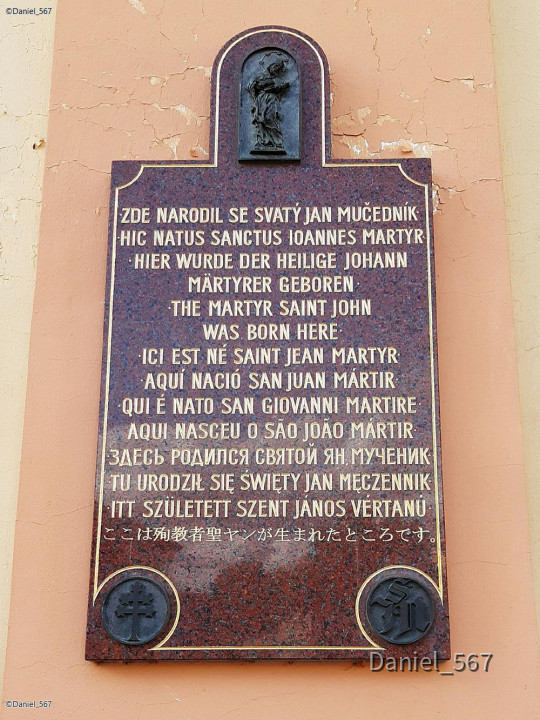 ©Daniel_567
·ZDE NARODIL SE SVATÝ JAN MUČEDNÍK·
·HIC NATUS SANCTUS IOANNES MARTYR·
·HIER WURDE DER HEILIGE JOHANN
MÄRTYRER GEBOREN·
·THE MARTYR SAINT JOHN
WAS BORN HERE·
·ICI EST NÉ SAINT JEAN MARTYR·
·AQUÍ NACIÓ SAN JUAN MÁRTIR·
·QUI É NATO SAN GIOVANNI MARTIRE·
·AQUI NASCEU O SÃO JOÃO MÁRTIR·
·ЗДЕСЬ РОДИЛСЯ СВЯТОЙ ЯН, МУЧЕНИК·
·TU URODZIŁ SIĘ ŚWIĘTY JAN MĘCZENNIK·
·ITT SZÜLETETT SZENT JÁNOS VÉRTANÚ·
ここは殉教者聖ヤンが生まれたところです。
Daniel_567
©Daniel_567